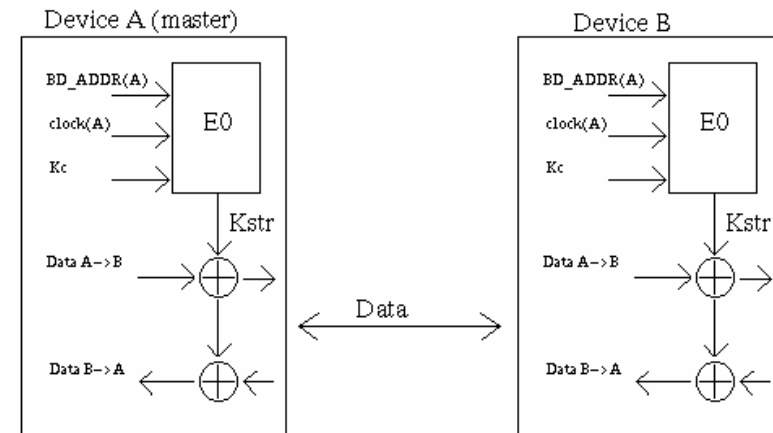 Device A (master)
BD_ADDR(A)
clock(A)
Kc
E0
Kstr
Data A->B
Data B->A
Data
Device B
BD_ADDR(A)
clock(A)
Kc
E0
Kstr
Data A->B
Data B->A